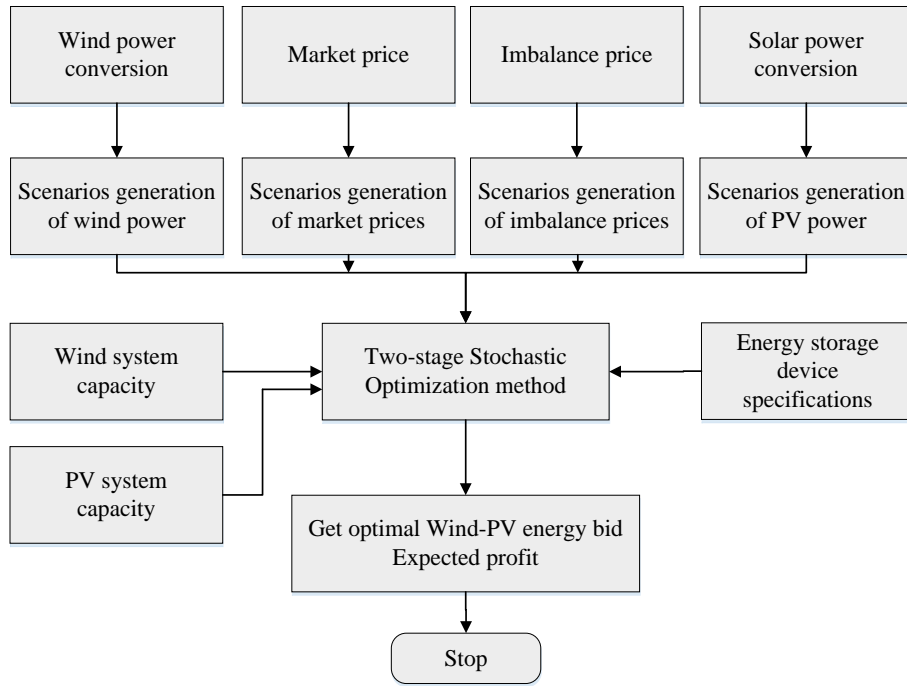 Wind power
conversion
Market price
Imbalance price
Solar power
conversion
Scenarios generation
of wind power
Scenarios generation
of market prices
Scenarios generation
of imbalance prices
Scenarios generation
of PV power
Wind system
capacity
Two-stage Stochastic
Optimization method
Energy storage
device
specifications
PV system
capacity
Get optimal Wind-PV energy bid
Expected profit
Stop